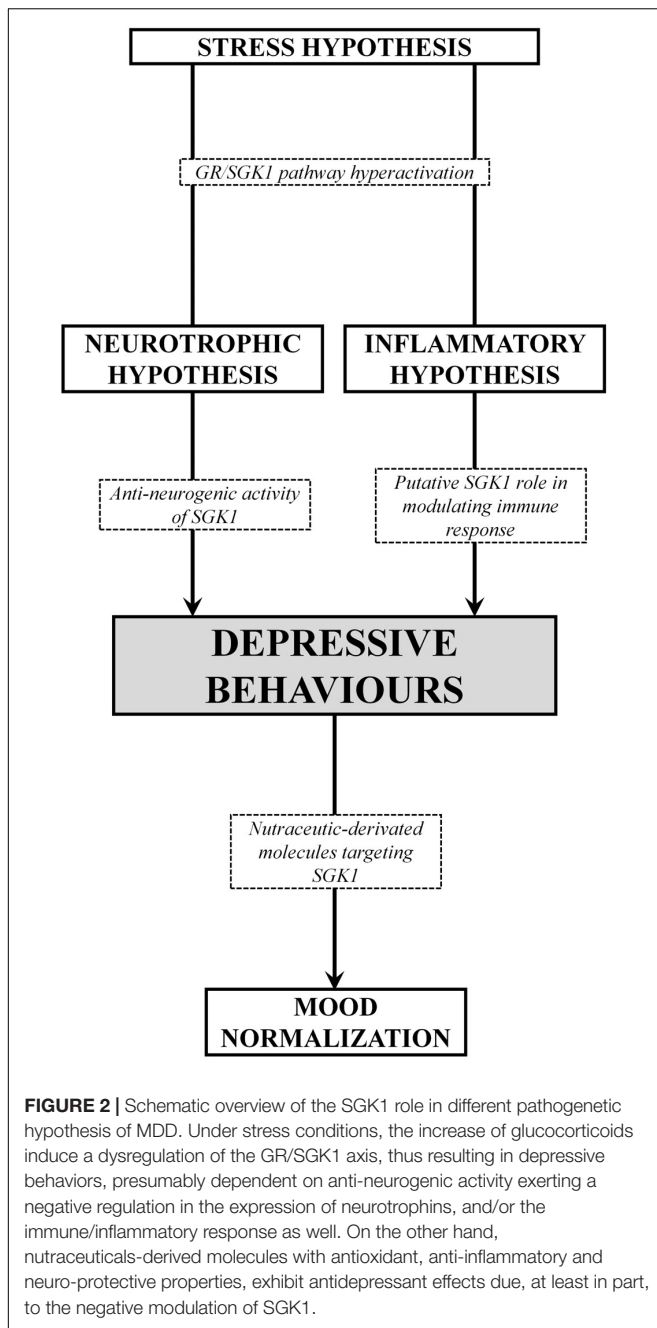 STRESS HYPOTHESIS
GR/SGK1 pathway hyperactivation
NEUROTROPHIC
HYPOTHESIS
INFLAMMATORY
HYPOTHESIS
Anti-neurogenic activity
of SGK1
Putative SGK1 role in
modulating immune
response
DEPRESSIVE
BEHAVIOURS
Nutraceutic-derivated
molecules targeting
SGK1
MOOD
NORMALIZATION
FIGURE 2 | Schematic overview of the SGK1 role in different pathogenetic
hypothesis of MDD. Under stress conditions, the increase of glucocorticoids
induce a dysregulation of the GR/SGK1 axis, thus resulting in depressive
behaviors, presumably dependent on anti-neurogenic activity exerting a
negative regulation in the expression of neurotrophins, and/or the
immune/inflammatory response as well. On the other hand,
nutraceuticals-derived molecules with antioxidant, anti-inflammatory and
neuro-protective properties, exhibit antidepressant effects due, at least in part,
to the negative modulation of SGK1.